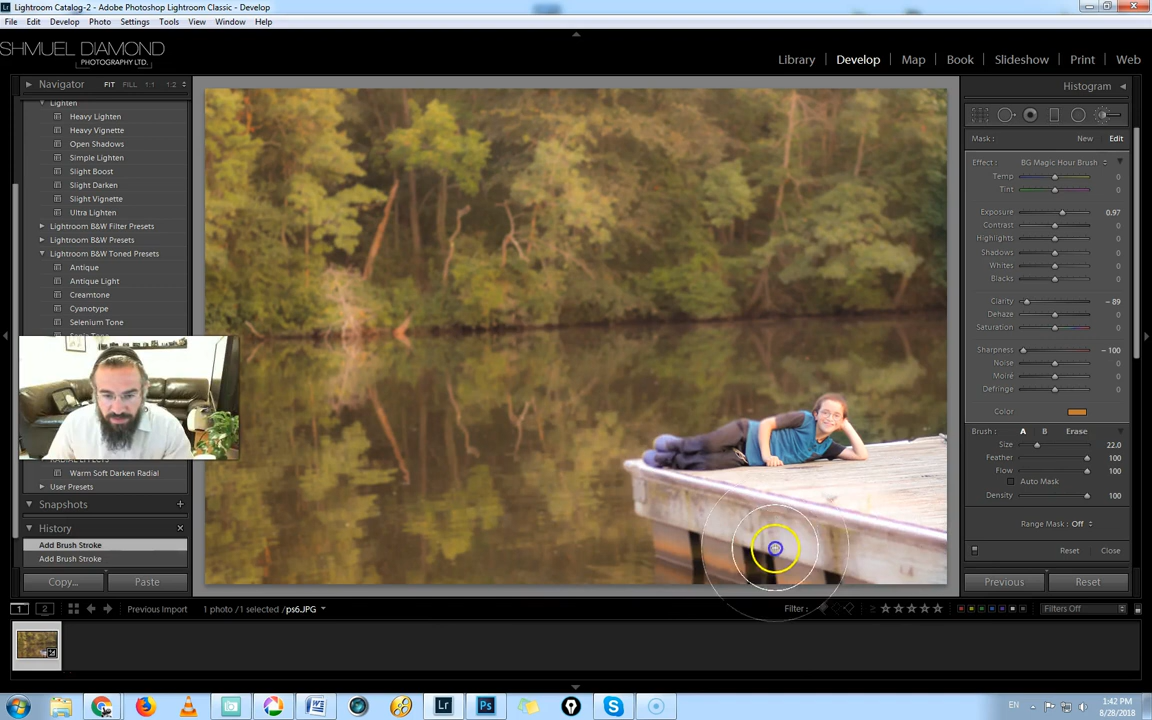 Lightroom Catalog-2 - Adobe Photoshop Lightroom Classic - Develop
File Edit Develop Photo Settings Tools View Window Help
SHMUEL DIAMOND
PHOTOGRAPHY LTD.
Library | Develop | Map | Book | Slideshow | Print | Web
Navigator FIT FILL 1:1 1:2
Histogram
Lighten
Heavy Lighten
Heavy Vignette
Open Shadows
Simple Lighten
Slight Boost
Slight Darken
Slight Vignette
Ultra Lighten
Lightroom B&W Filter Presets
Lightroom B&W Presets
Lightroom B&W Toned Presets
Antique
Antique Light
Creamtone
Cyanotype
Selenium Tone
Warm Soft Darken Radial
User Presets
Snapshots
History
Add Brush Stroke
Add Brush Stroke
Copy... Paste
Mask : New Edit
Effect : BG Magic Hour Brush
Temp 0
Tint 0
Exposure 0.97
Contrast 0
Highlights 0
Shadows 0
Whites 0
Blacks 0
Clarity – 89
Dehaze 0
Saturation 0
Sharpness – 100
Noise 0
Moiré 0
Defringe 0
Color
Brush : A B Erase
Size 22.0
Feather 100
Flow 100
Auto Mask
Density 100
Range Mask : Off
Reset Close
Previous Reset
1 2 Previous Import 1 photo / 1 selected / ps6.JPG Filter : Filters Off
EN 1:42 PM
8/28/2018